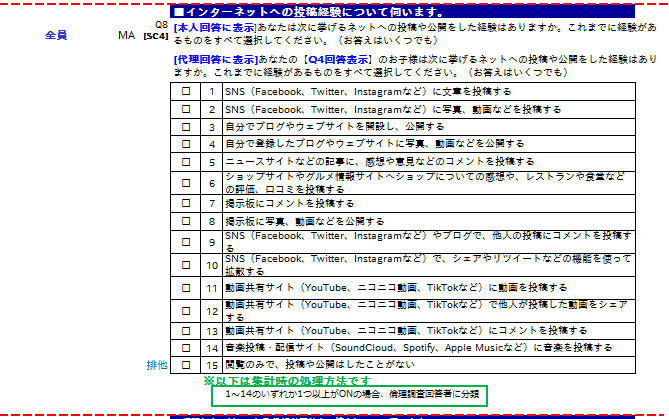 ■インターネットへの投稿経験について伺います。
全員 MA Q8 [SC4]
[本人回答に表示]あなたは次に挙げるネットへの投稿や公開をした経験はありますか。これまでに経験があ
るものをすべて選択してください。（お答えはいくつでも）
[代理回答に表示]あなたの【Q4回答表示】のお子様は次に挙げるネットへの投稿や公開をした経験はあり
ますか。これまでに経験があるものをすべて選択してください。（お答えはいくつでも）
□ 1 SNS（Facebook、Twitter、Instagramなど）に文章を投稿する
□ 2 SNS（Facebook、Twitter、Instagramなど）に写真、動画などを投稿する
□ 3 自分でブログやウェブサイトを開設し、公開する
□ 4 自分で登録したブログやウェブサイトに写真、動画などを公開する
□ 5 ニュースサイトなどの記事に、感想や意見などのコメントを投稿する
□ 6 ショップサイトやグルメ情報サイトへショップについての感想や、レストランや食堂など
の評価、口コミを投稿する
□ 7 掲示板にコメントを投稿する
□ 8 掲示板に写真、動画などを公開する
□ 9 SNS（Facebook、Twitter、Instagramなど）やブログで、他人の投稿にコメントを投稿す
る
□ 10 SNS（Facebook、Twitter、Instagramなど）で、シェアやリツイートなどの機能を使って
拡散する
□ 11 動画共有サイト（YouTube、ニコニコ動画、TikTokなど）に動画を投稿する
□ 12 動画共有サイト（YouTube、ニコニコ動画、TikTokなど）で他人が投稿した動画をシェア
する
□ 13 動画共有サイト（YouTube、ニコニコ動画、TikTokなど）にコメントを投稿する
□ 14 音楽投稿・配信サイト（SoundCloud、Spotify、Apple Musicなど）に音楽を投稿する
排他 □ 15 閲覧のみで、投稿や公開はしたことがない
※以下は集計時の処理方法です
1～14のいずれか1つ以上がONの場合、倫理調査回答者に分類